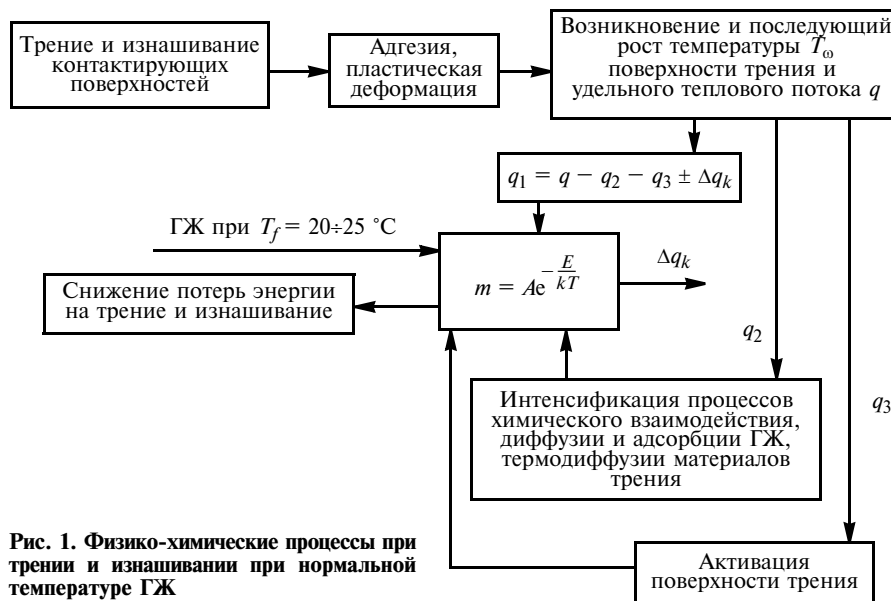 Трение и изнашивание
контактирующих
поверхностей
Адгезия,
пластическая
деформация
Возникновение и последующий
рост температуры T_ω
поверхности трения и
удельного теплового потока q
q₁ = q − q₂ − q₃ ± Δq_k
ГЖ при T_f = 20÷25 °C
m = Ae^{−E/kT}
Δq_k
Снижение потерь энергии
на трение и изнашивание
q₂
q₃
Интенсификация процессов
химического взаимодействия,
диффузии и адсорбции ГЖ,
термодиффузии материалов
трения
Активация
поверхности трения
Рис. 1. Физико-химические процессы при
трении и изнашивании при нормальной
температуре ГЖ